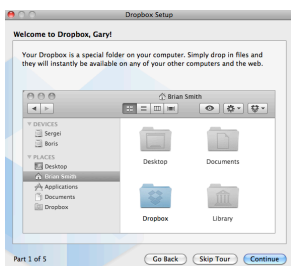 Dropbox Setup
Welcome to Dropbox, Gary!
Your Dropbox is a special folder on your computer. Simply drop in files and
they will instantly be available on any of your other computers and the web.
Brian Smith
DEVICES
Sergei
Boris
PLACES
Desktop
Brian Smith
Applications
Documents
Dropbox
Desktop
Documents
Dropbox
Library
Part 1 of 5
Go Back
Skip Tour
Continue